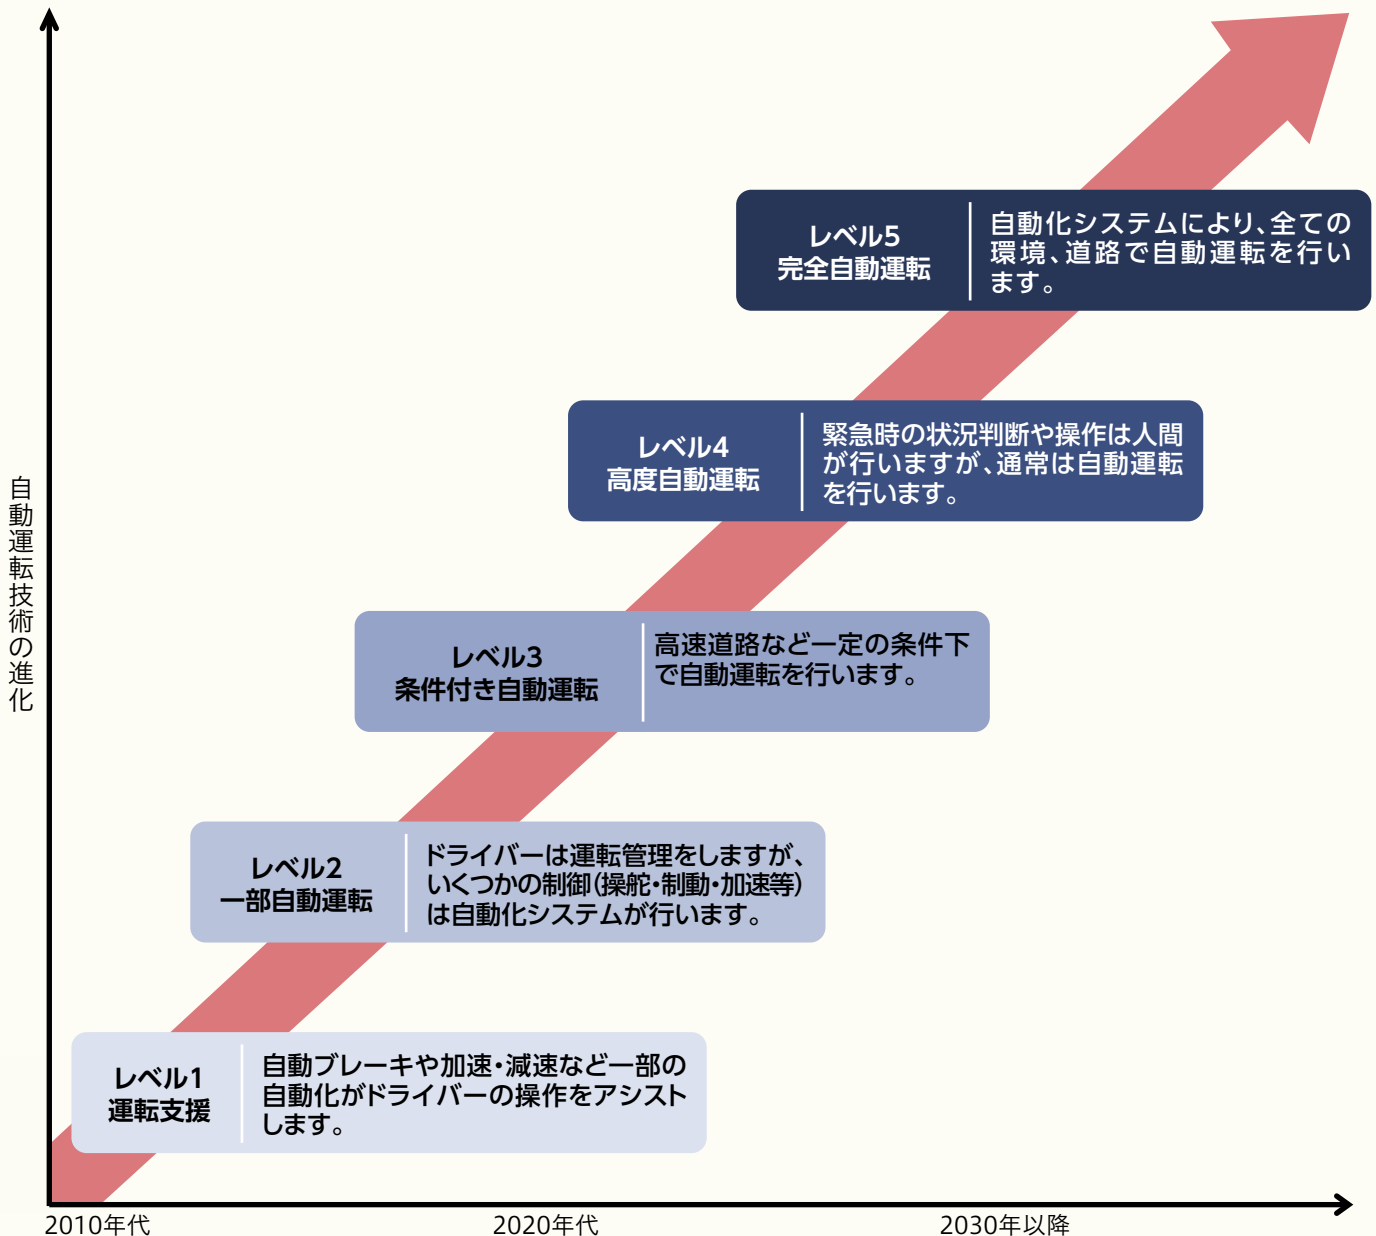 自動運転技術の進化
レベル5
完全自動運転
自動化システムにより、全ての
環境、道路で自動運転を行い
ます。
レベル4
高度自動運転
緊急時の状況判断や操作は人間
が行いますが、通常は自動運転
を行います。
レベル3
条件付き自動運転
高速道路など一定の条件下
で自動運転を行います。
レベル2
一部自動運転
ドライバーは運転管理をしますが、
いくつかの制御(操舵・制動・加速等)
は自動化システムが行います。
レベル1
運転支援
自動ブレーキや加速・減速など一部の
自動化がドライバーの操作をアシスト
します。
2010年代
2020年代
2030年以降